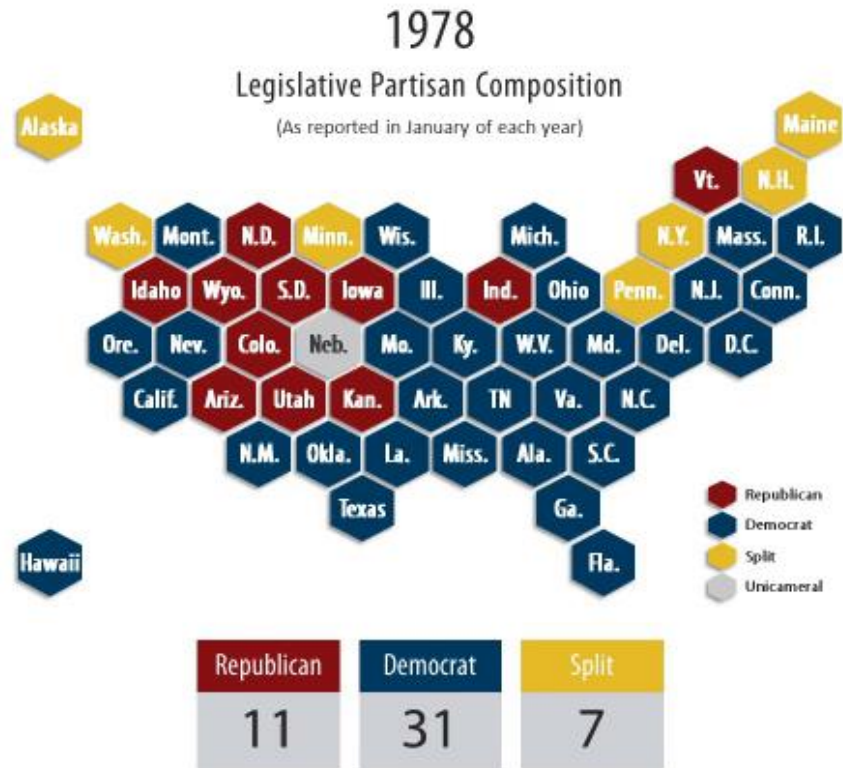 1978
Legislative Partisan Composition
(As reported in January of each year)
Alaska
Maine
Vt. N.H.
Wash. Mont. N.D. Minn. Wis. Mich. N.Y. Mass. R.I.
Idaho Wyo. S.D. Iowa Ill. Ind. Ohio Penn. N.J. Conn.
Ore. Nev. Colo. Neb. Mo. Ky. W.V. Md. Del. D.C.
Calif. Ariz. Utah Kan. Ark. TN Va. N.C.
N.M. Okla. La. Miss. Ala. S.C.
Texas Ga.
Hawaii Fla.
Republican
Democrat
Split
Unicameral
Republican Democrat Split
11 31 7